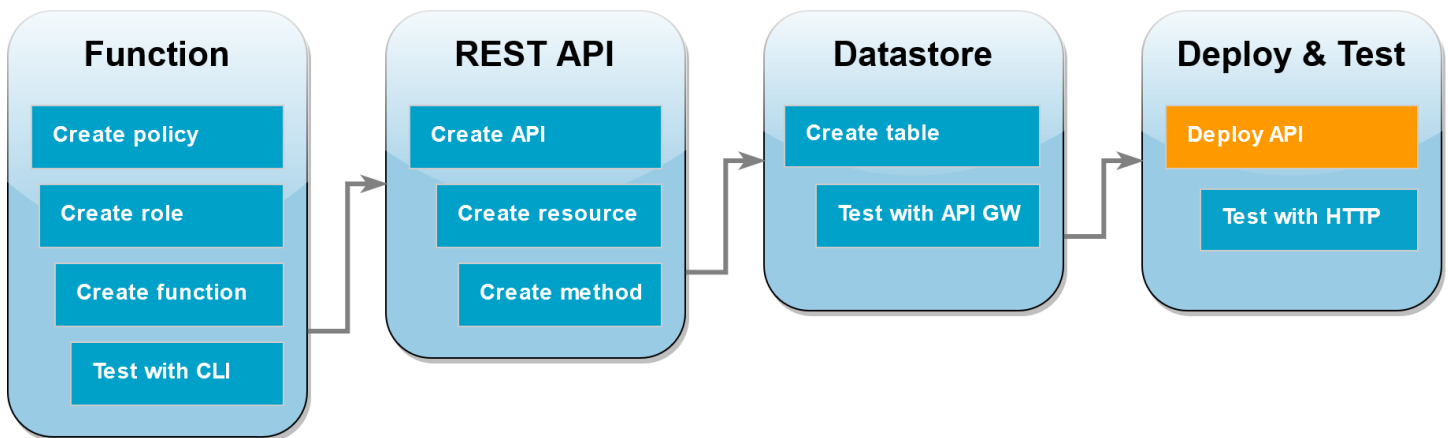 Function
Create policy
Create role
Create function
Test with CLI
REST API
Create API
Create resource
Create method
Datastore
Create table
Test with API GW
Deploy & Test
Deploy API
Test with HTTP